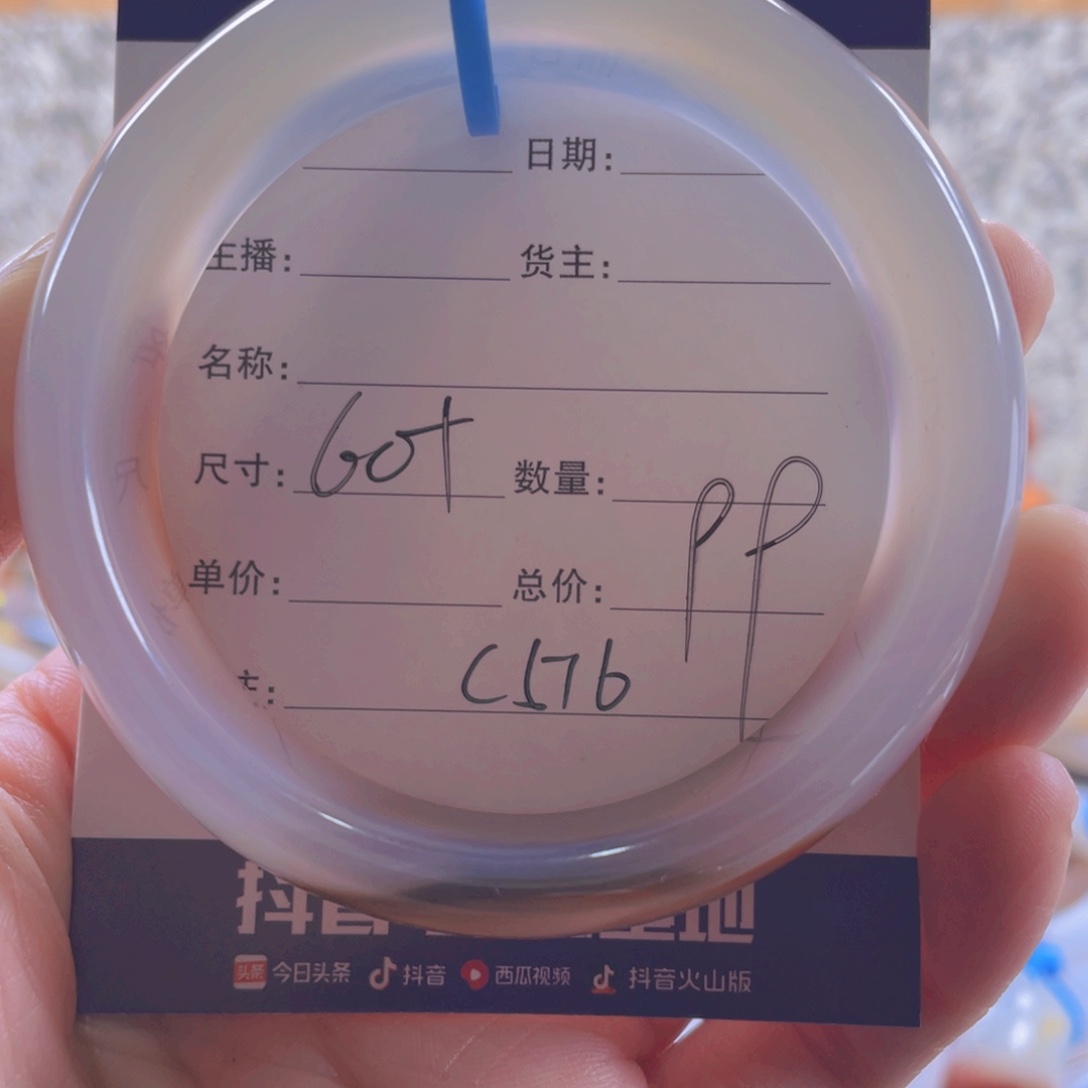 日期:
主播: 货主:
名称:
尺寸: 60+ 数量:
单价: 总价: PP
C576
抖音
今日头条 抖音 西瓜视频 抖音火山版